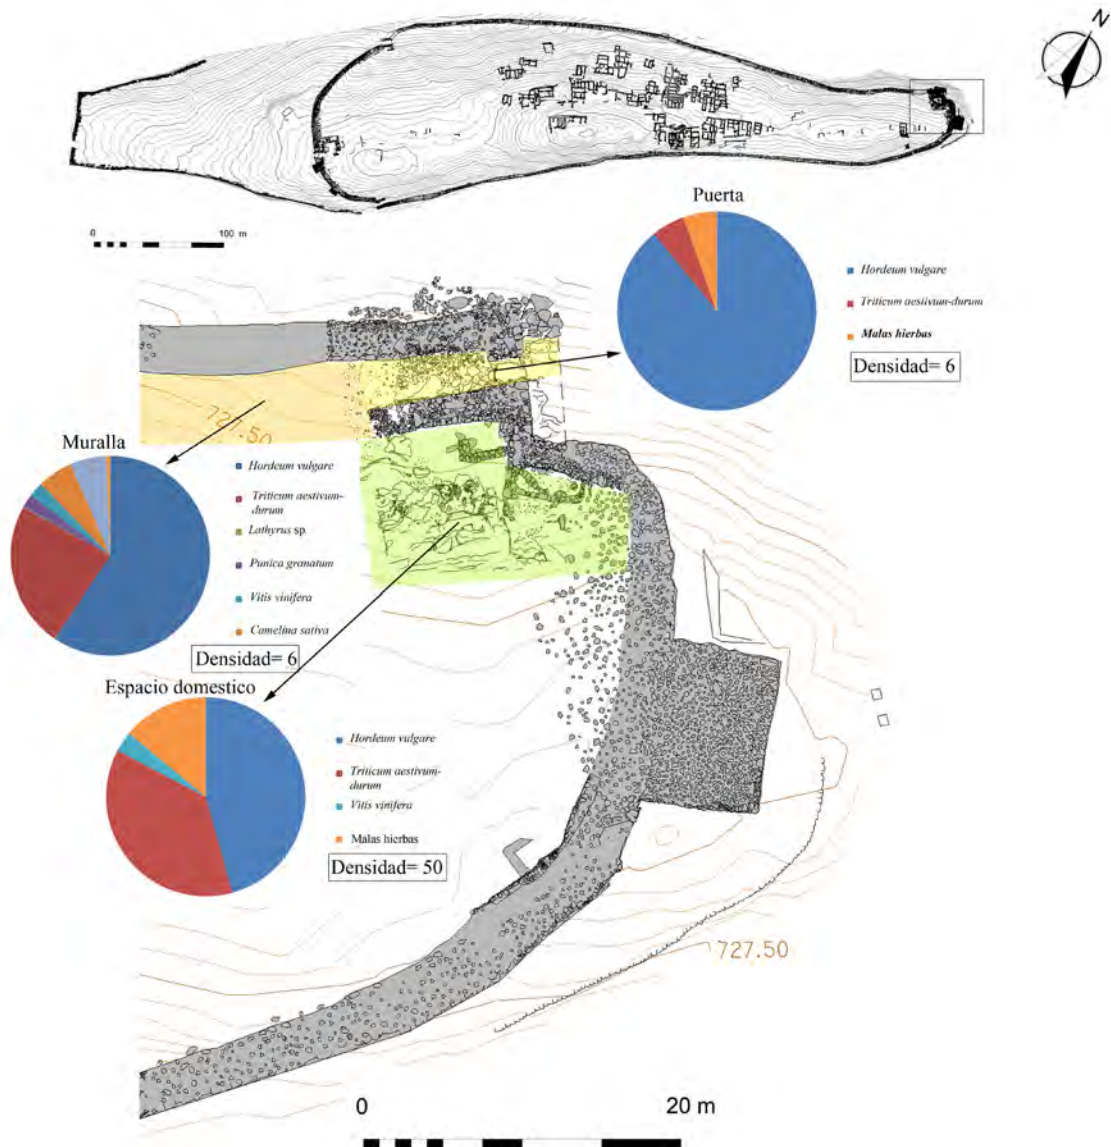 N
0 100 m
Puerta
Hordeum vulgare
Triticum aestivum-durum
Malas hierbas
Densidad= 6
727.50
Muralla
Hordeum vulgare
Triticum aestivum-
durum
Lathyrus sp.
Punica granatum
Vitis vinifera
Camelina sativa
Densidad= 6
Espacio domestico
Hordeum vulgare
Triticum aestivum-
durum
Vitis vinifera
Malas hierbas
Densidad= 50
727.50
0 20 m